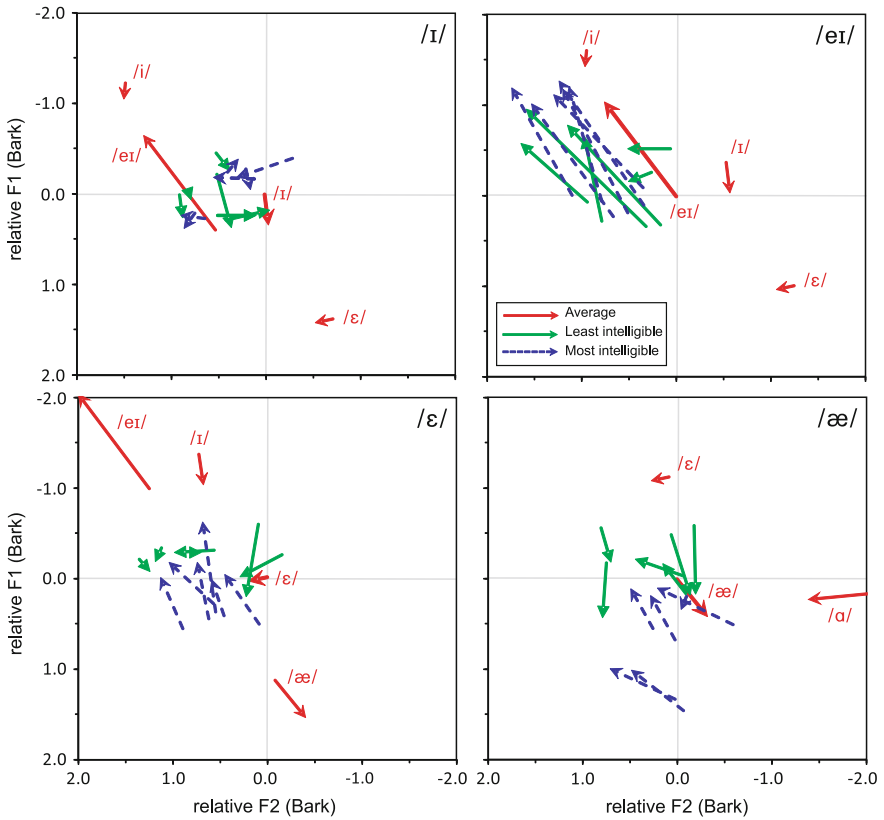 -2.0
-1.0
0.0
1.0
2.0
relative F1 (Bark)
/ɪ/
/i/
/eɪ/
/ɪ/
/ɛ/
/eɪ/
/i/
/ɪ/
/eɪ/
/ɛ/
Average
Least intelligible
Most intelligible
-2.0
-1.0
0.0
1.0
2.0
relative F1 (Bark)
/ɛ/
/eɪ/
/ɪ/
/ɛ/
/æ/
2.0 1.0 0.0 -1.0 -2.0
relative F2 (Bark)
/æ/
/ɛ/
/æ/
/ɑ/
2.0 1.0 0.0 -1.0 -2.0
relative F2 (Bark)